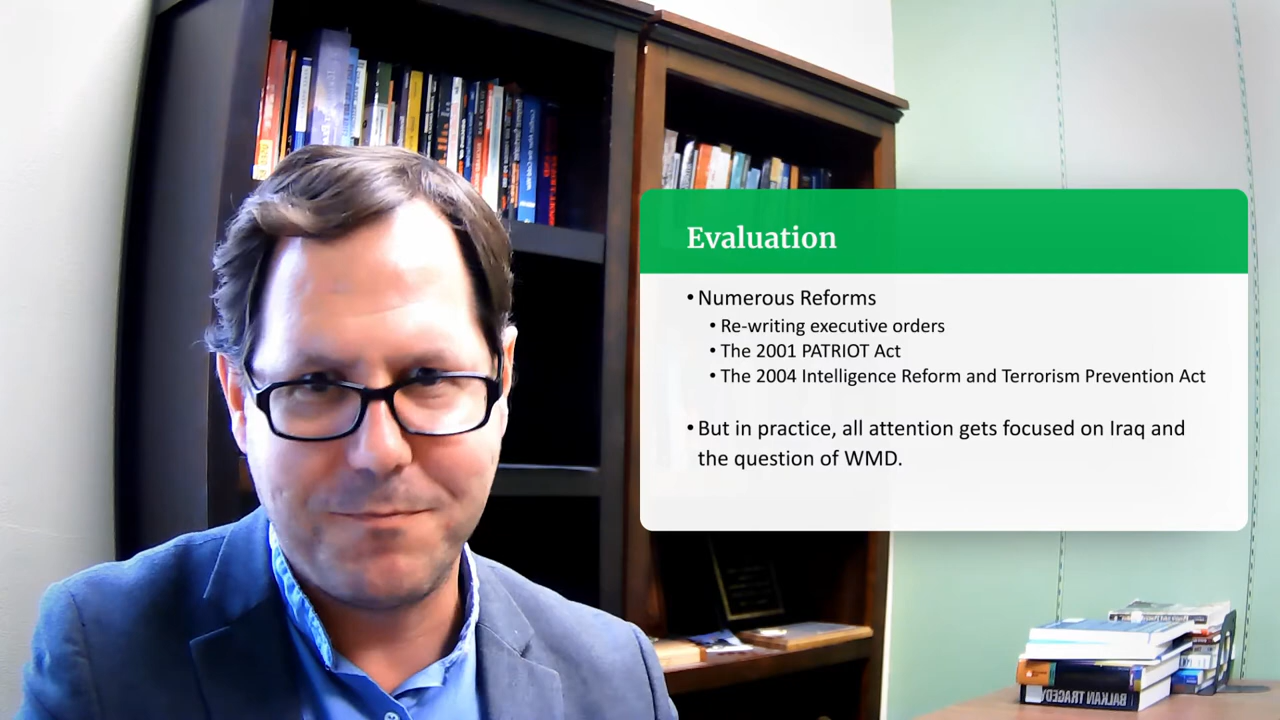 Evaluation
• Numerous Reforms
• Re-writing executive orders
• The 2001 PATRIOT Act
• The 2004 Intelligence Reform and Terrorism Prevention Act
• But in practice, all attention gets focused on Iraq and
the question of WMD.
BALKAN TRAGEDY